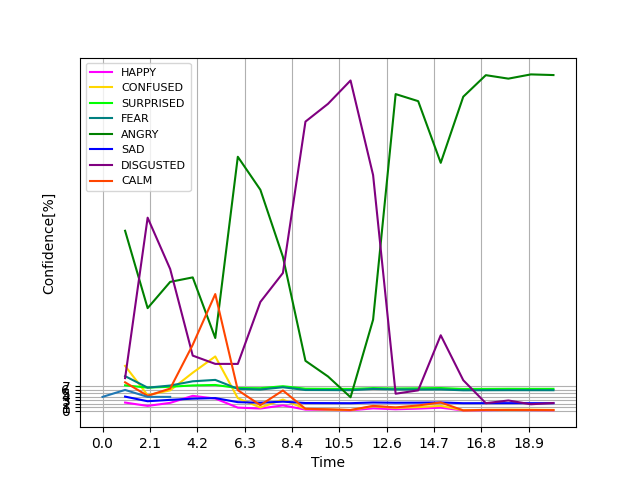 HAPPY
CONFUSED
SURPRISED
FEAR
ANGRY
SAD
DISGUSTED
CALM
Confidence[%]
0.0 2.1 4.2 6.3 8.4 10.5 12.6 14.7 16.8 18.9
Time